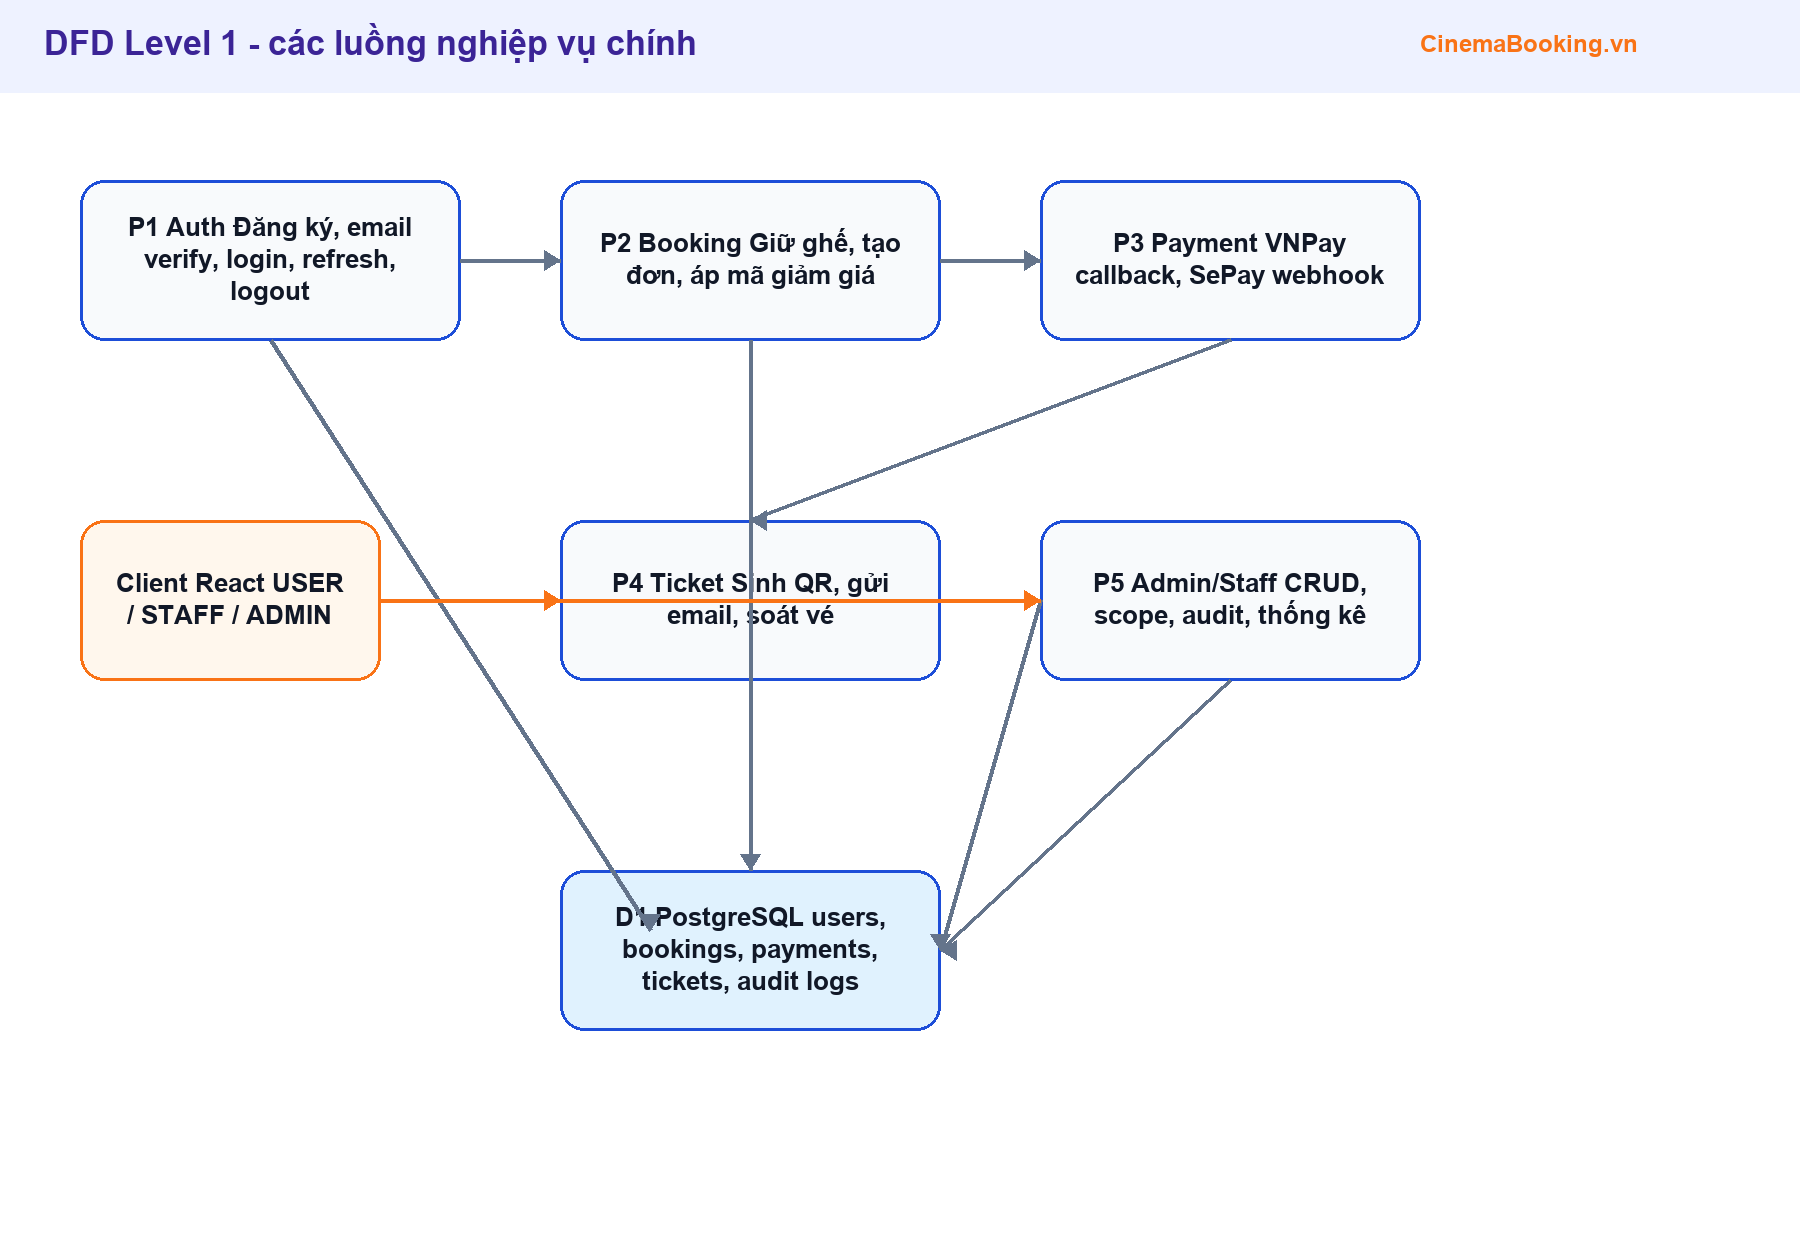 DFD Level 1 - các luồng nghiệp vụ chính
CinemaBooking.vn
P1 Auth Đăng ký, email
verify, login, refresh,
logout
P2 Booking Giữ ghế, tạo
đơn, áp mã giảm giá
P3 Payment VNPay
callback, SePay webhook
Client React USER
/ STAFF / ADMIN
P4 Ticket Sinh QR, gửi
email, soát vé
P5 Admin/Staff CRUD,
scope, audit, thống kê
D1 PostgreSQL users,
bookings, payments,
tickets, audit logs